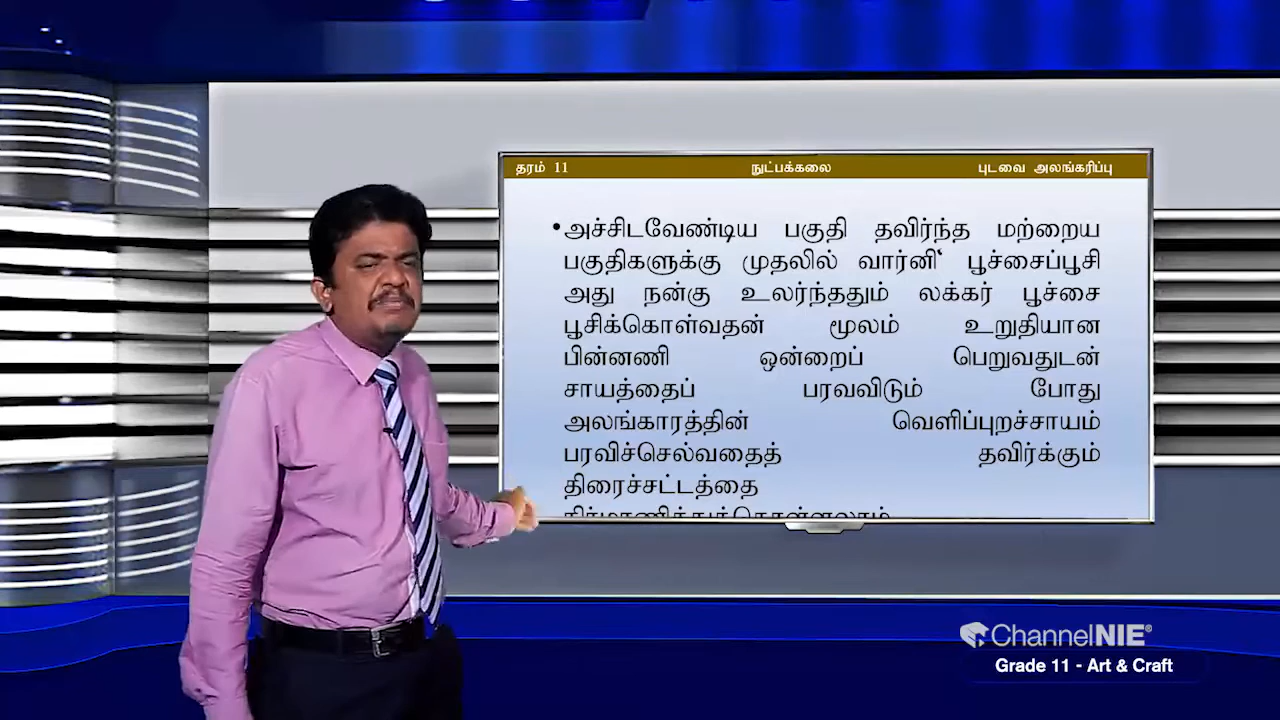 தரம் 11 நுட்பக்கலை புடவை அலங்கரிப்பு
•அச்சிடவேண்டிய பகுதி தவிர்ந்த மற்றைய
பகுதிகளுக்கு முதலில் பூச்சைப்பூசி
அது நன்கு உலர்ந்ததும் லக்கர் பூச்சை
பூசிக்கொள்வதன் மூலம் உறுதியான
பின்னணி ஒன்றைப் பெறுவதுடன்
சாயத்தைப் பரவவிடும் போது
அலங்காரத்தின் வெளிப்புறச்சாயம்
பரவிச்செல்வதைத் தவிர்க்கும்
திரைச்சட்டத்தை
ChannelNIE®
Grade 11 - Art & Craft